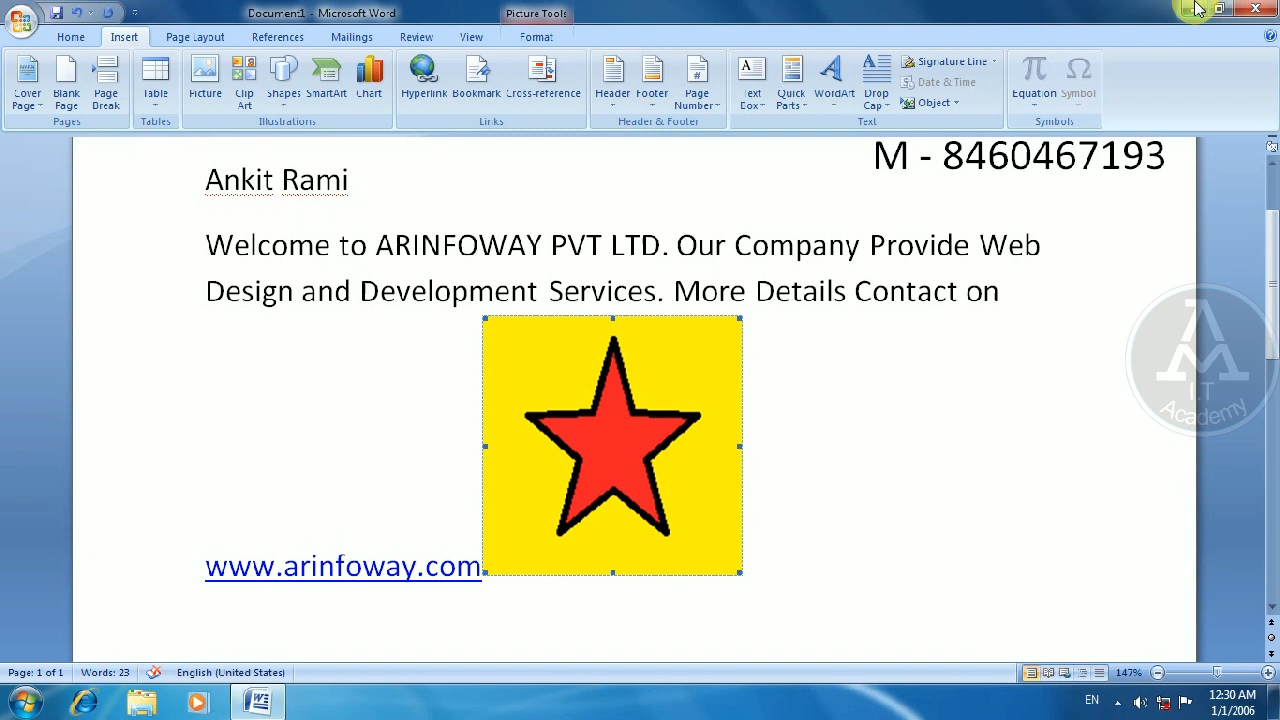 Document1 - Microsoft Word
Picture Tools
Home Insert Page Layout References Mailings Review View Format
Cover Page
Blank Page
Page Break
Table
Picture
Clip Art
Shapes
SmartArt
Chart
Hyperlink
Bookmark
Cross-reference
Header
Footer
Page Number
Text Box
Quick Parts
WordArt
Drop Cap
Signature Line
Date & Time
Object
Equation
Symbol
Pages Tables Illustrations Links Header & Footer Text Symbols
M - 8460467193
Ankit Rami
Welcome to ARINFOWAY PVT LTD. Our Company Provide Web
Design and Development Services. More Details Contact on
www.arinfoway.com
AM
I.T
Academy
Page: 1 of 1 Words: 23 English (United States) 147%
EN 12:30 AM
1/1/2006